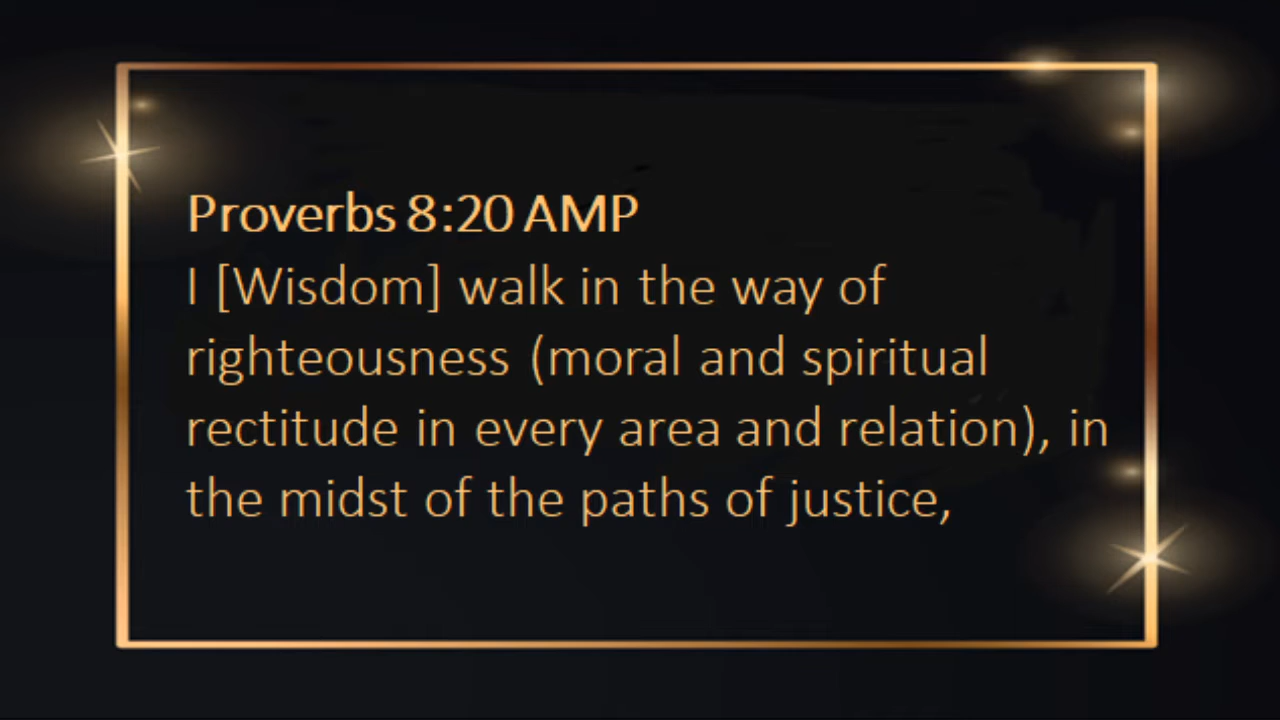 Proverbs 8:20 AMP
I [Wisdom] walk in the way of
righteousness (moral and spiritual
rectitude in every area and relation), in
the midst of the paths of justice,